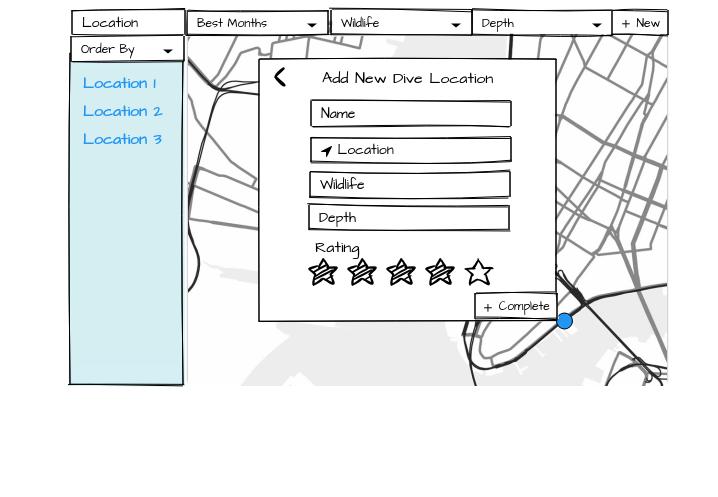 Location
Best Months
Wildlife
Depth
+ New
Order By
Location 1
Location 2
Location 3
Add New Dive Location
Name
Location
Wildlife
Depth
Rating
+ Complete